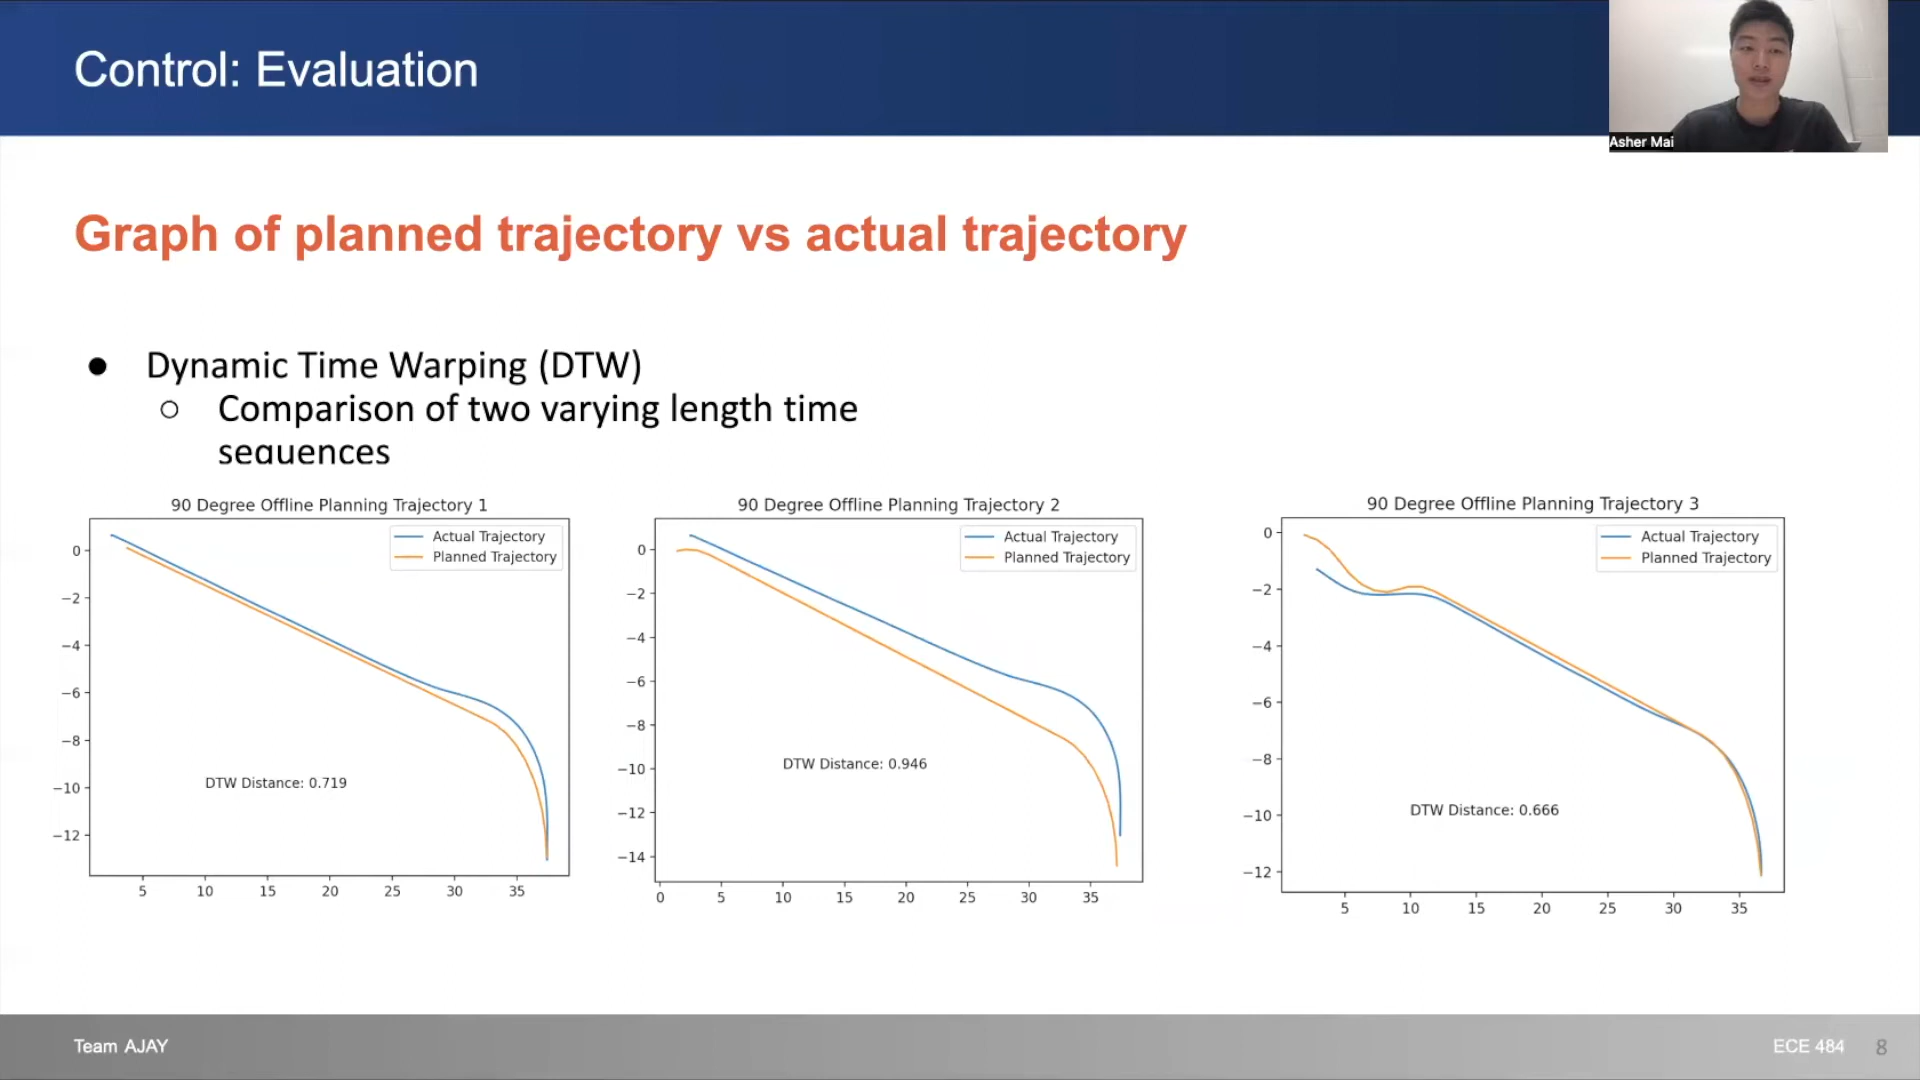 Control: Evaluation
Asher Mai
Graph of planned trajectory vs actual trajectory
● Dynamic Time Warping (DTW)
○ Comparison of two varying length time
sequences
90 Degree Offline Planning Trajectory 1
Actual Trajectory
Planned Trajectory
0
−2
−4
−6
−8
−10
−12
DTW Distance: 0.719
5 10 15 20 25 30 35
90 Degree Offline Planning Trajectory 2
Actual Trajectory
Planned Trajectory
0
−2
−4
−6
−8
−10
−12
−14
DTW Distance: 0.946
0 5 10 15 20 25 30 35
90 Degree Offline Planning Trajectory 3
Actual Trajectory
Planned Trajectory
0
−2
−4
−6
−8
−10
−12
DTW Distance: 0.666
5 10 15 20 25 30 35
Team AJAY
ECE 484 8